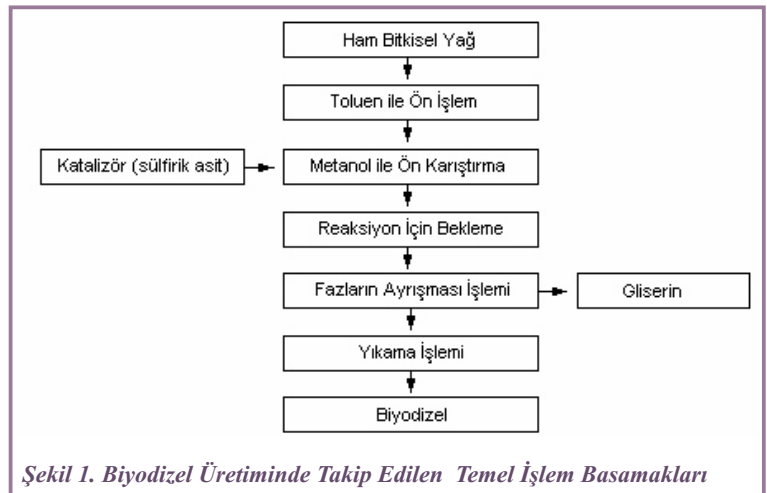 Ham Bitkisel Yağ
Toluen ile Ön İşlem
Katalizör (sülfirik asit)
Metanol ile Ön Karıştırma
Reaksiyon İçin Bekleme
Fazların Ayrışması İşlemi
Gliserin
Yıkama İşlemi
Biyodizel
Şekil 1. Biyodizel Üretiminde Takip Edilen Temel İşlem Basamakları